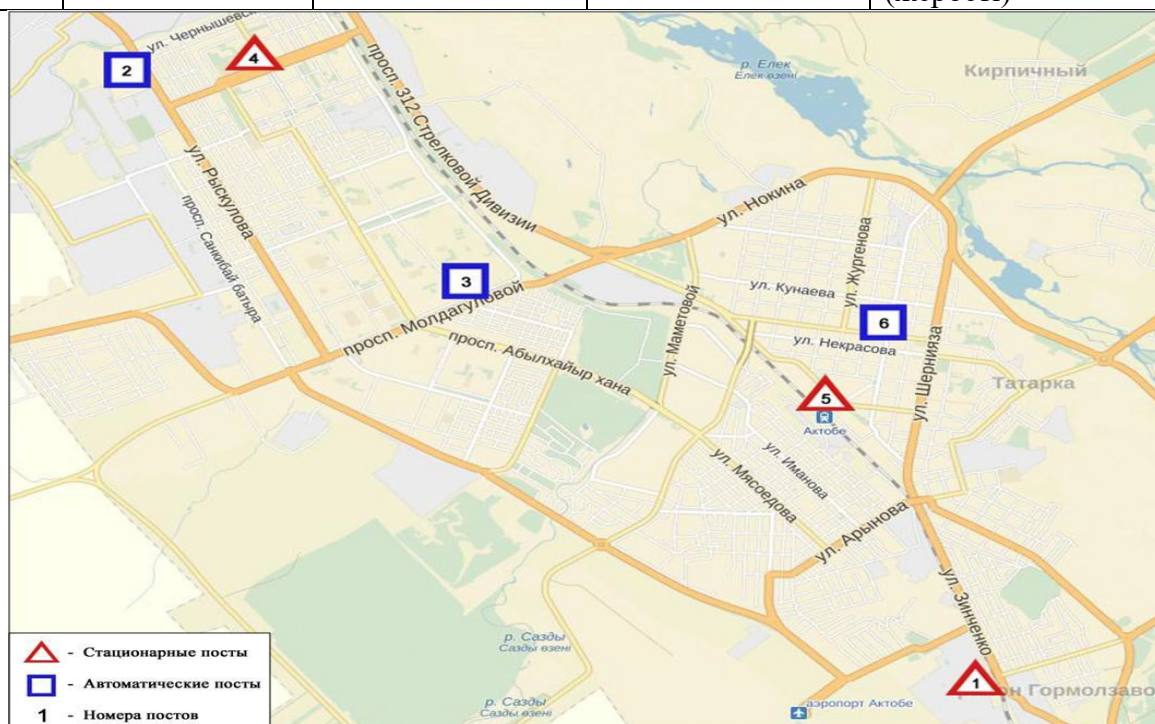 ул. Чернышевск
2
4
просп. 312 Стрелковой Дивизии
р. Елек
Елек өзені
Кирпичный
ул. Рыскулова
просп. Санкибай батыра
ул. Нокина
3
просп. Молдагуловой
ул. Маметовой
ул. Кунаева
ул. Жургенова
6
ул. Некрасова
просп. Абылхайыр хана
ул. Шернияза
Татарка
5
Актобе
ул. Иманова
ул. Мясоедова
ул. Арынова
ул. Зинченко
р. Сазды
Сазды өзені
р. Сазды
Сазды өзені
1
он Гормолзаво
аэропорт Актобе
- Стационарные посты
- Автоматические посты
1 - Номера постов